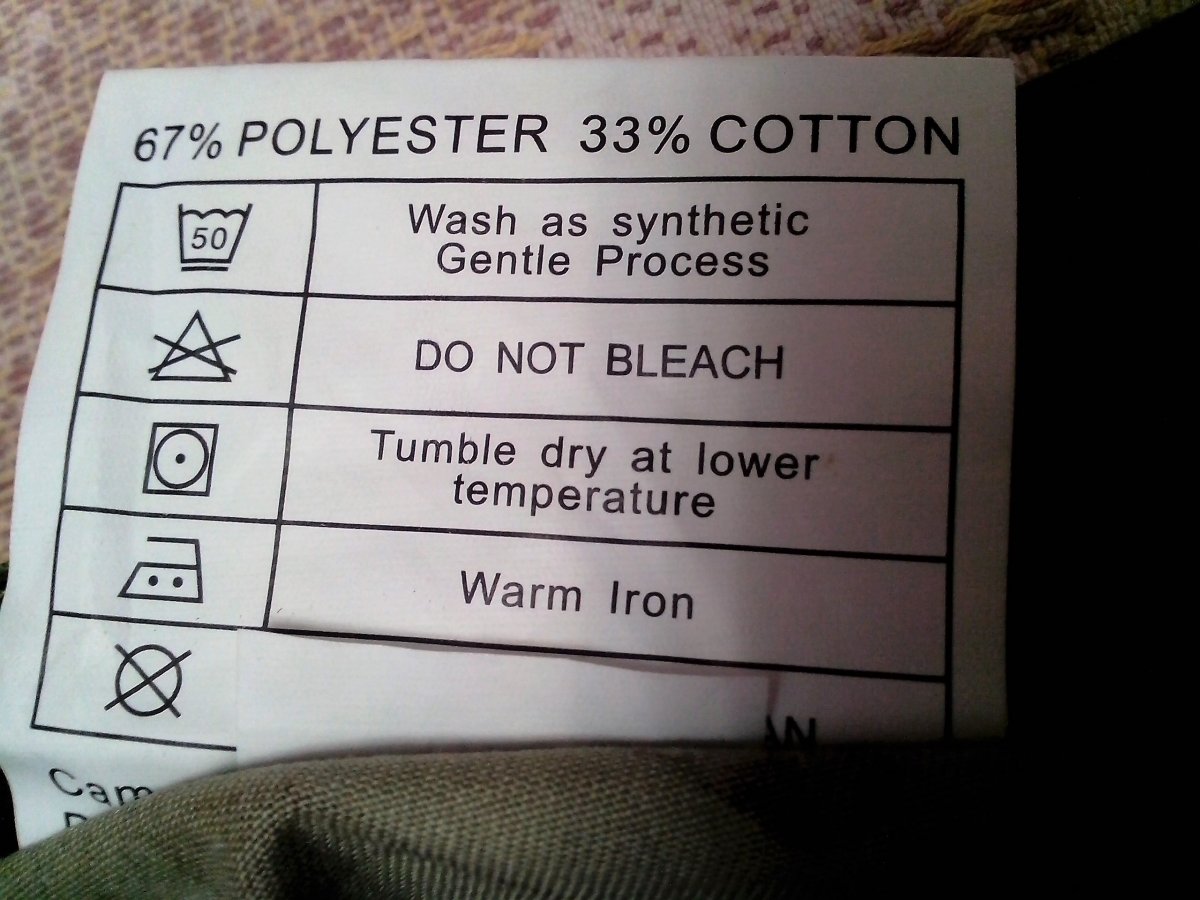 67% POLYESTER 33% COTTON
50
Wash as synthetic
Gentle Process
DO NOT BLEACH
Tumble dry at lower
temperature
Warm Iron